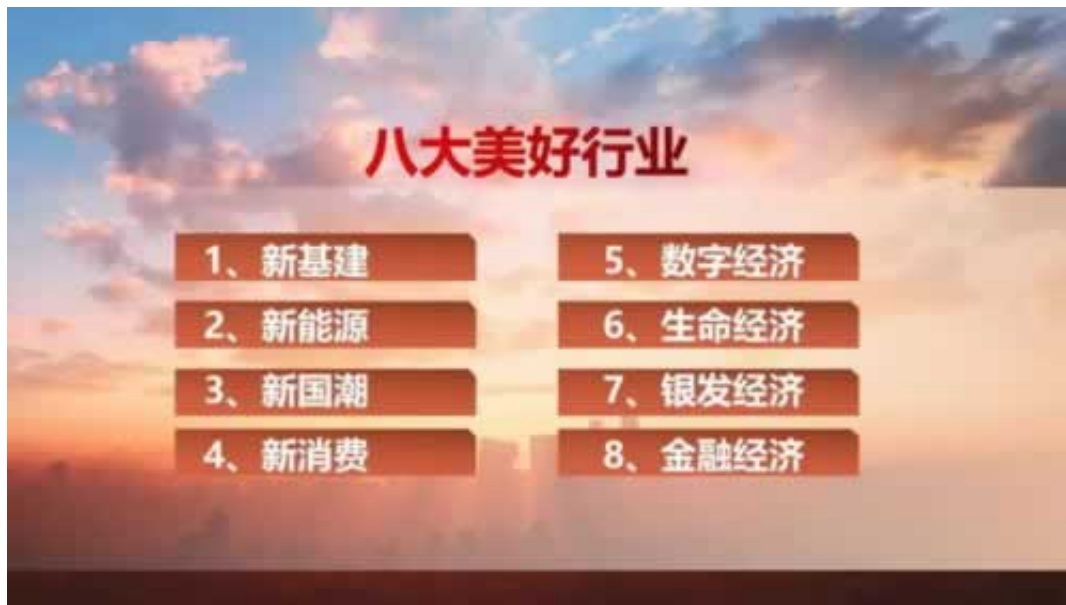 八大美好行业
1、新基建
2、新能源
3、新国潮
4、新消费
5、数字经济
6、生命经济
7、银发经济
8、金融经济